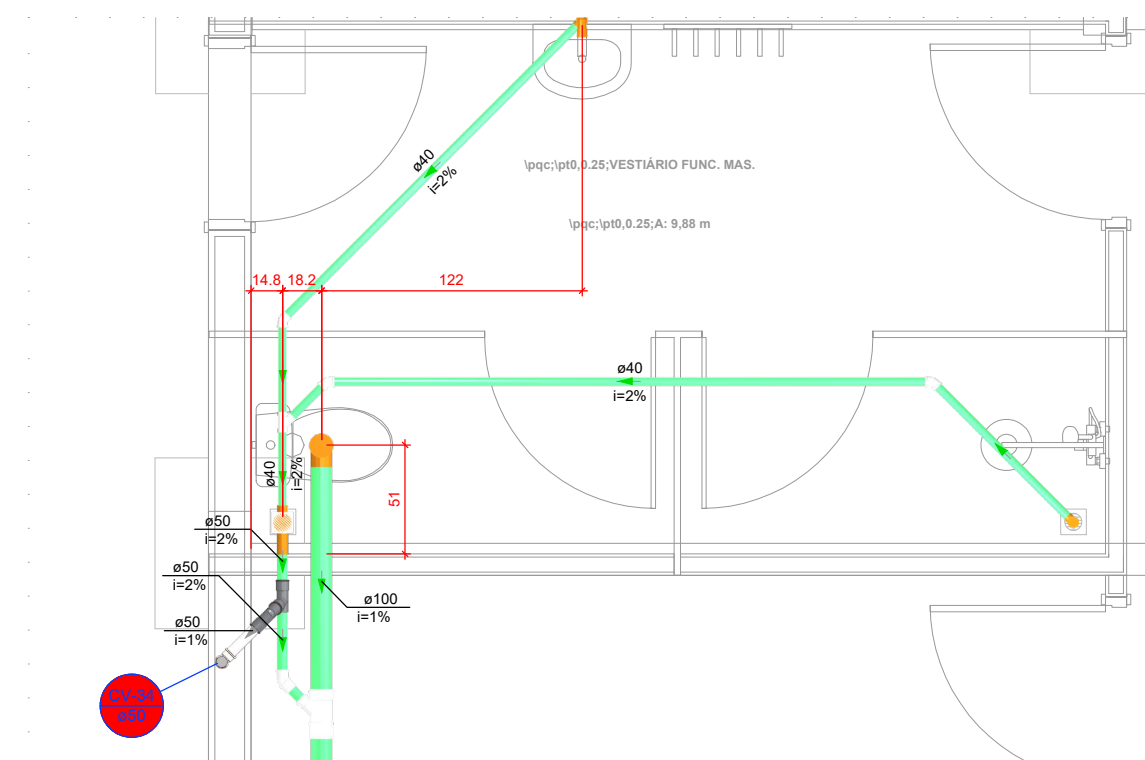 ø40
i=2%
\pqc;\pt0,0.25;VESTIÁRIO FUNC. MAS.
\pqc;\pt0,0.25;A: 9,88 m
14.8
18.2
122
ø40
i=2%
ø40
i=2%
51
ø50
i=2%
ø50
i=2%
ø100
i=1%
ø50
i=1%
CV-34
ø50